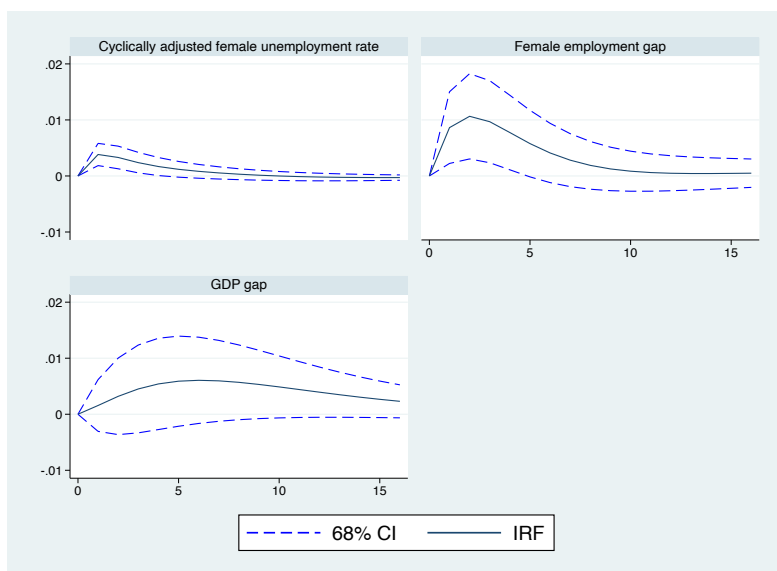 Cyclically adjusted female unemployment rate
Female employment gap
.02
.01
0
-.01
0 5 10 15
GDP gap
.02
.01
0
-.01
0 5 10 15
68% CI IRF